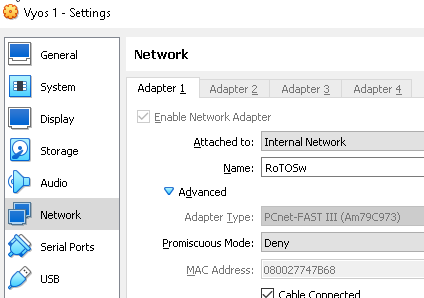 Vyos 1 - Settings
General
System
Display
Storage
Audio
Network
Serial Ports
USB
Network
Adapter 1 Adapter 2 Adapter 3 Adapter 4
Enable Network Adapter
Attached to: Internal Network
Name: RoTOSw
Advanced
Adapter Type: PCnet-FAST III (Am79C973)
Promiscuous Mode: Deny
MAC Address: 080027747B68
Cable Connected